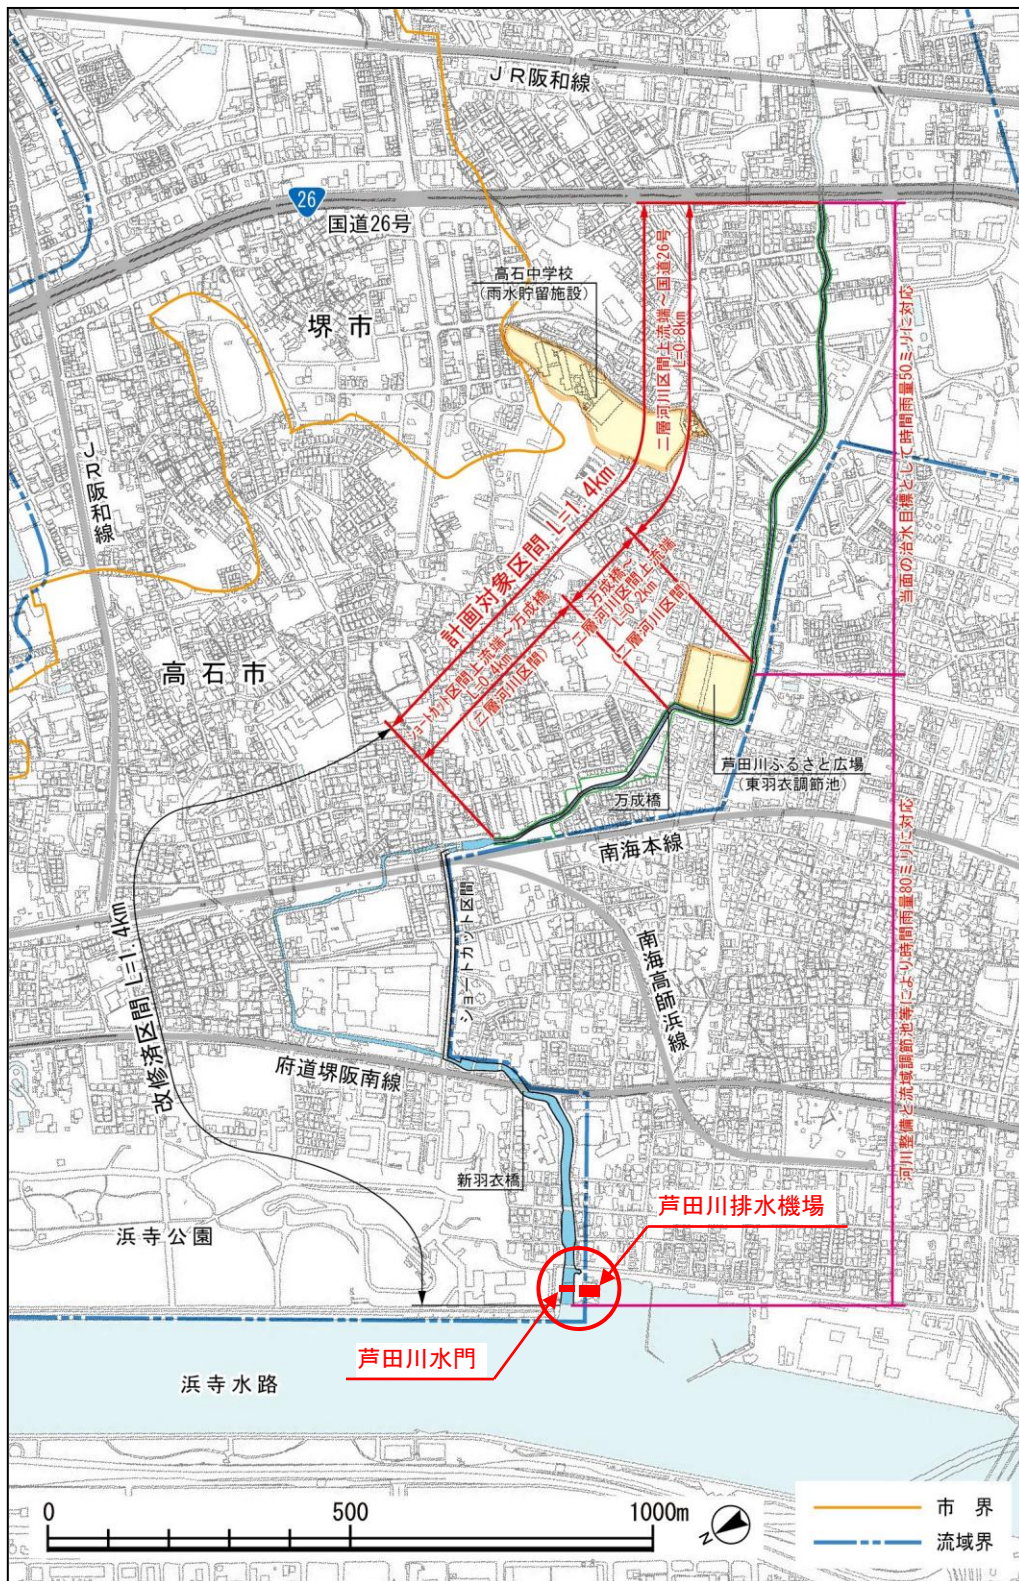 ＪＲ阪和線
26
国道26号
高石中学校
（雨水貯留施設）
堺市
二層河川区間上流端～国道26号
L=0.8km
当面の治水目標として時間雨量50ミリに対応
ＪＲ阪和線
計画対象区間 L=1.4km
万成橋～
二層河川区間上流端
L=0.2km
（二層河川区間）
ショートカット区間上流端～万成橋
L=0.4km
（二層河川区間）
高石市
芦田川ふるさと広場
（東羽衣調節池）
万成橋
南海本線
河川整備と流域調節池等により時間雨量80ミリに対応
ショートカット区間
南海高師浜線
改修済区間 L=1.4km
府道堺阪南線
新羽衣橋
芦田川排水機場
浜寺公園
芦田川水門
浜寺水路
0
500
1000m
N
市界
流域界